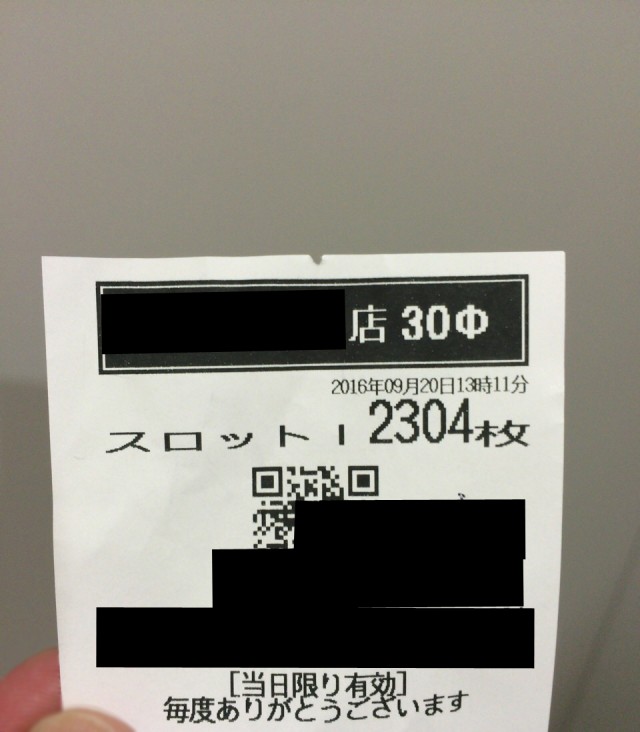 店 30Φ
2016年09月20日13時11分
スロット I 2304枚
[当日限り有効]
毎度ありがとうございます